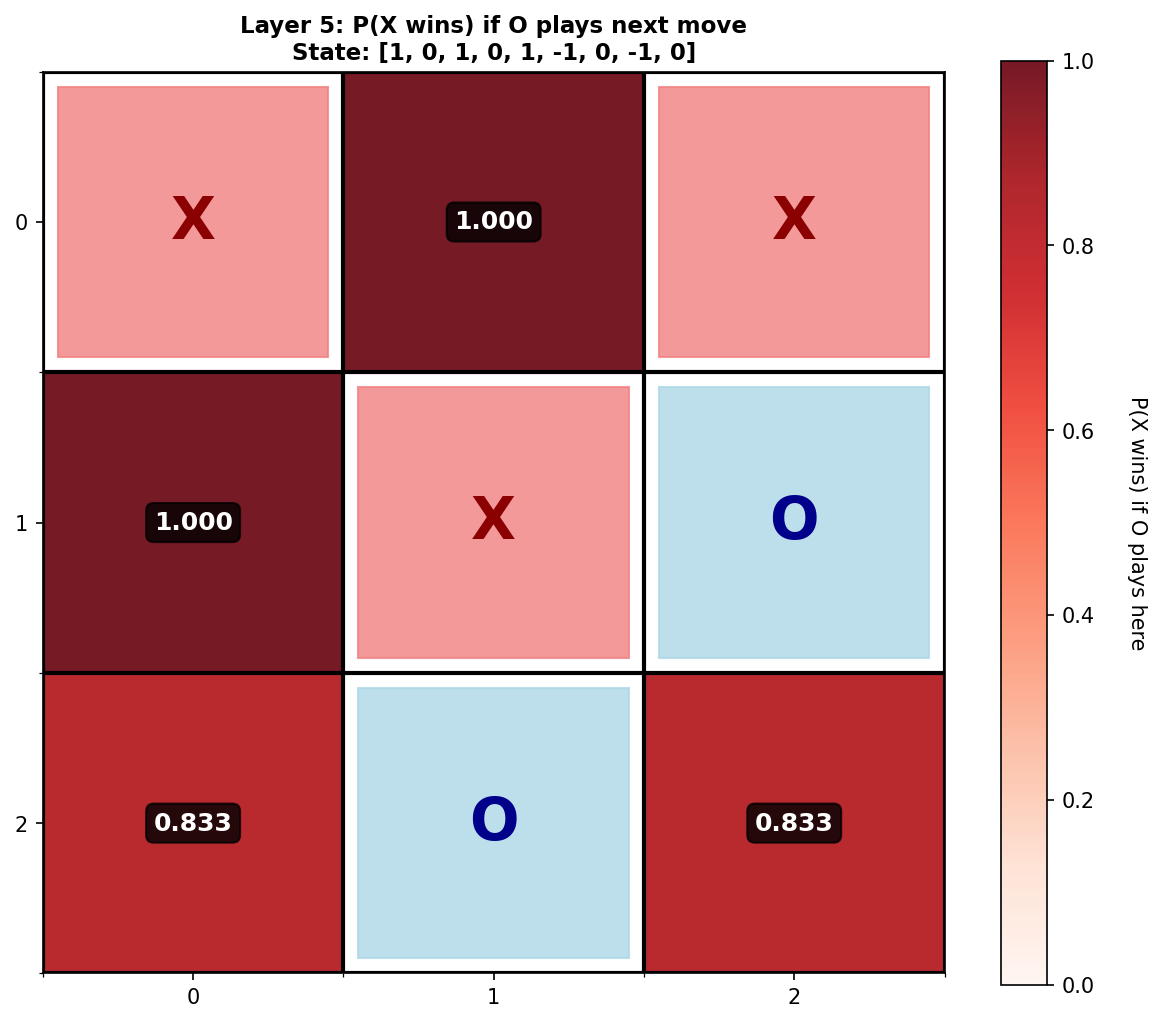 Layer 5: P(X wins) if O plays next move
State: [1, 0, 1, 0, 1, -1, 0, -1, 0]
0
X
1.000
X
1
1.000
X
O
2
0.833
O
0.833
0
1
2
1.0
0.8
0.6
0.4
0.2
0.0
P(X wins) if O plays here